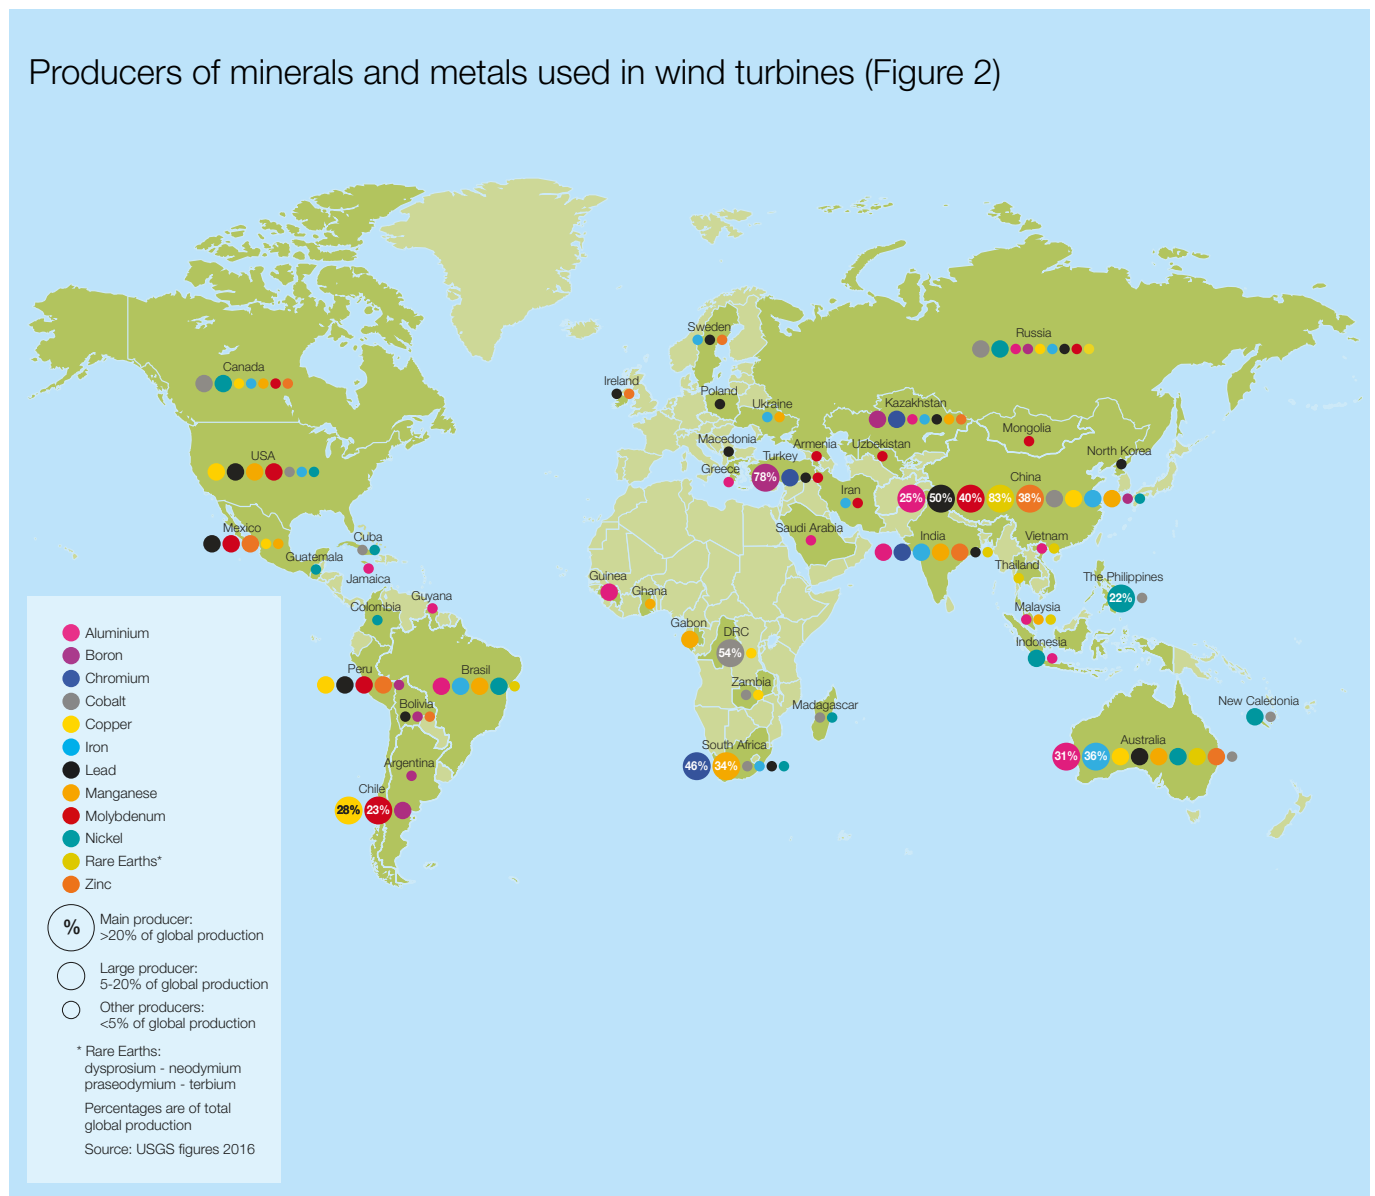 Producers of minerals and metals used in wind turbines (Figure 2)
Sweden
Russia
Canada
Ireland
Poland
Ukraine
Kazakhstan
Mongolia
Macedonia
Armenia
Uzbekistan
North Korea
USA
Greece
Turkey
78%
Iran
China
25%
50%
40%
83%
38%
Mexico
Cuba
Guatemala
Jamaica
Saudi Arabia
India
Vietnam
Thailand
The Philippines
22%
Guinea
Ghana
Guyana
Colombia
Malaysia
Gabon
DRC
54%
Indonesia
Peru
Brasil
Zambia
Bolivia
Madagascar
New Caledonia
South Africa
46%
34%
Australia
31%
36%
Argentina
Chile
28%
23%
Aluminium
Boron
Chromium
Cobalt
Copper
Iron
Lead
Manganese
Molybdenum
Nickel
Rare Earths*
Zinc
%
Main producer:
>20% of global production
Large producer:
5-20% of global production
Other producers:
<5% of global production
* Rare Earths:
dysprosium - neodymium
praseodymium - terbium
Percentages are of total
global production
Source: USGS figures 2016